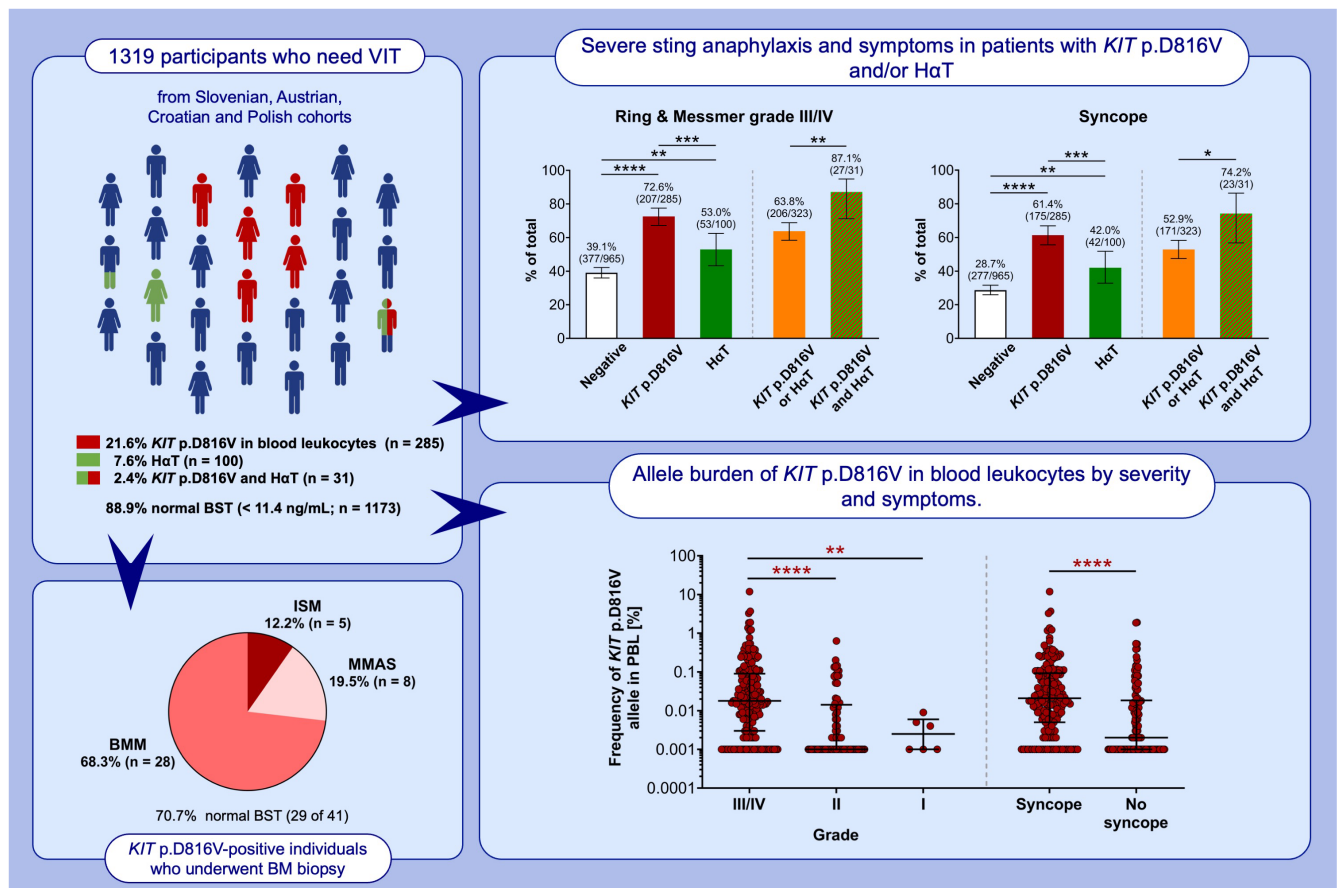 1319 participants who need VIT
from Slovenian, Austrian,
Croatian and Polish cohorts
21.6% KIT p.D816V in blood leukocytes (n = 285)
7.6% HαT (n = 100)
2.4% KIT p.D816V and HαT (n = 31)
88.9% normal BST (< 11.4 ng/mL; n = 1173)
Severe sting anaphylaxis and symptoms in patients with KIT p.D816V
and/or HαT
Ring & Messmer grade III/IV
% of total
100
80
60
40
20
0
****
**
***
**
39.1%
(377/965)
72.6%
(207/285)
53.0%
(53/100)
63.8%
(206/323)
87.1%
(27/31)
Negative
KIT p.D816V
HαT
KIT p.D816V
or HαT
KIT p.D816V
and HαT
Syncope
% of total
100
80
60
40
20
0
****
**
***
*
28.7%
(277/965)
61.4%
(175/285)
42.0%
(42/100)
52.9%
(171/323)
74.2%
(23/31)
Negative
KIT p.D816V
HαT
KIT p.D816V
or HαT
KIT p.D816V
and HαT
ISM
12.2% (n = 5)
MMAS
19.5% (n = 8)
BMM
68.3% (n = 28)
70.7% normal BST (29 of 41)
KIT p.D816V-positive individuals
who underwent BM biopsy
Allele burden of KIT p.D816V in blood leukocytes by severity
and symptoms.
Frequency of KIT p.D816V
allele in PBL [%]
100
10
1
0.1
0.01
0.001
0.0001
**
****
****
III/IV
II
I
Grade
Syncope
No
syncope